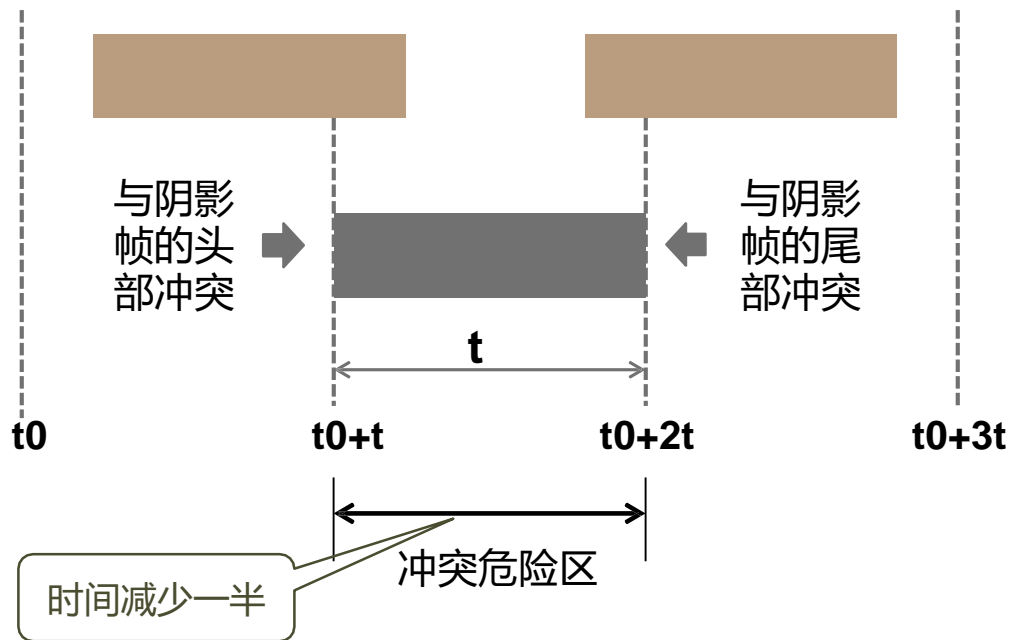 与阴影
帧的头
部冲突
与阴影
帧的尾
部冲突
t
t0
t0+t
t0+2t
t0+3t
冲突危险区
时间减少一半